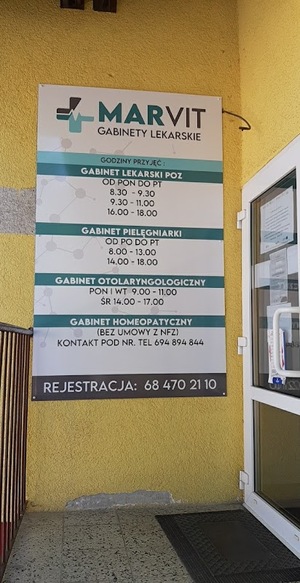 MARVIT
GABINETY LEKARSKIE
GODZINY PRZYJĘĆ :
GABINET LEKARSKI POZ
OD PON DO PT
8.30 - 9.30
9.30 - 11.00
16.00 - 18.00
GABINET PIELĘGNIARKI
OD PO DO PT
8.00 - 13.00
14.00 - 18.00
GABINET OTOLARYNGOLOGICZNY
PON I WT 9.00 - 11.00
ŚR 14.00 - 17.00
GABINET HOMEOPATYCZNY
(BEZ UMOWY Z NFZ)
KONTAKT POD NR. TEL 694 894 844
REJESTRACJA: 68 470 21 10